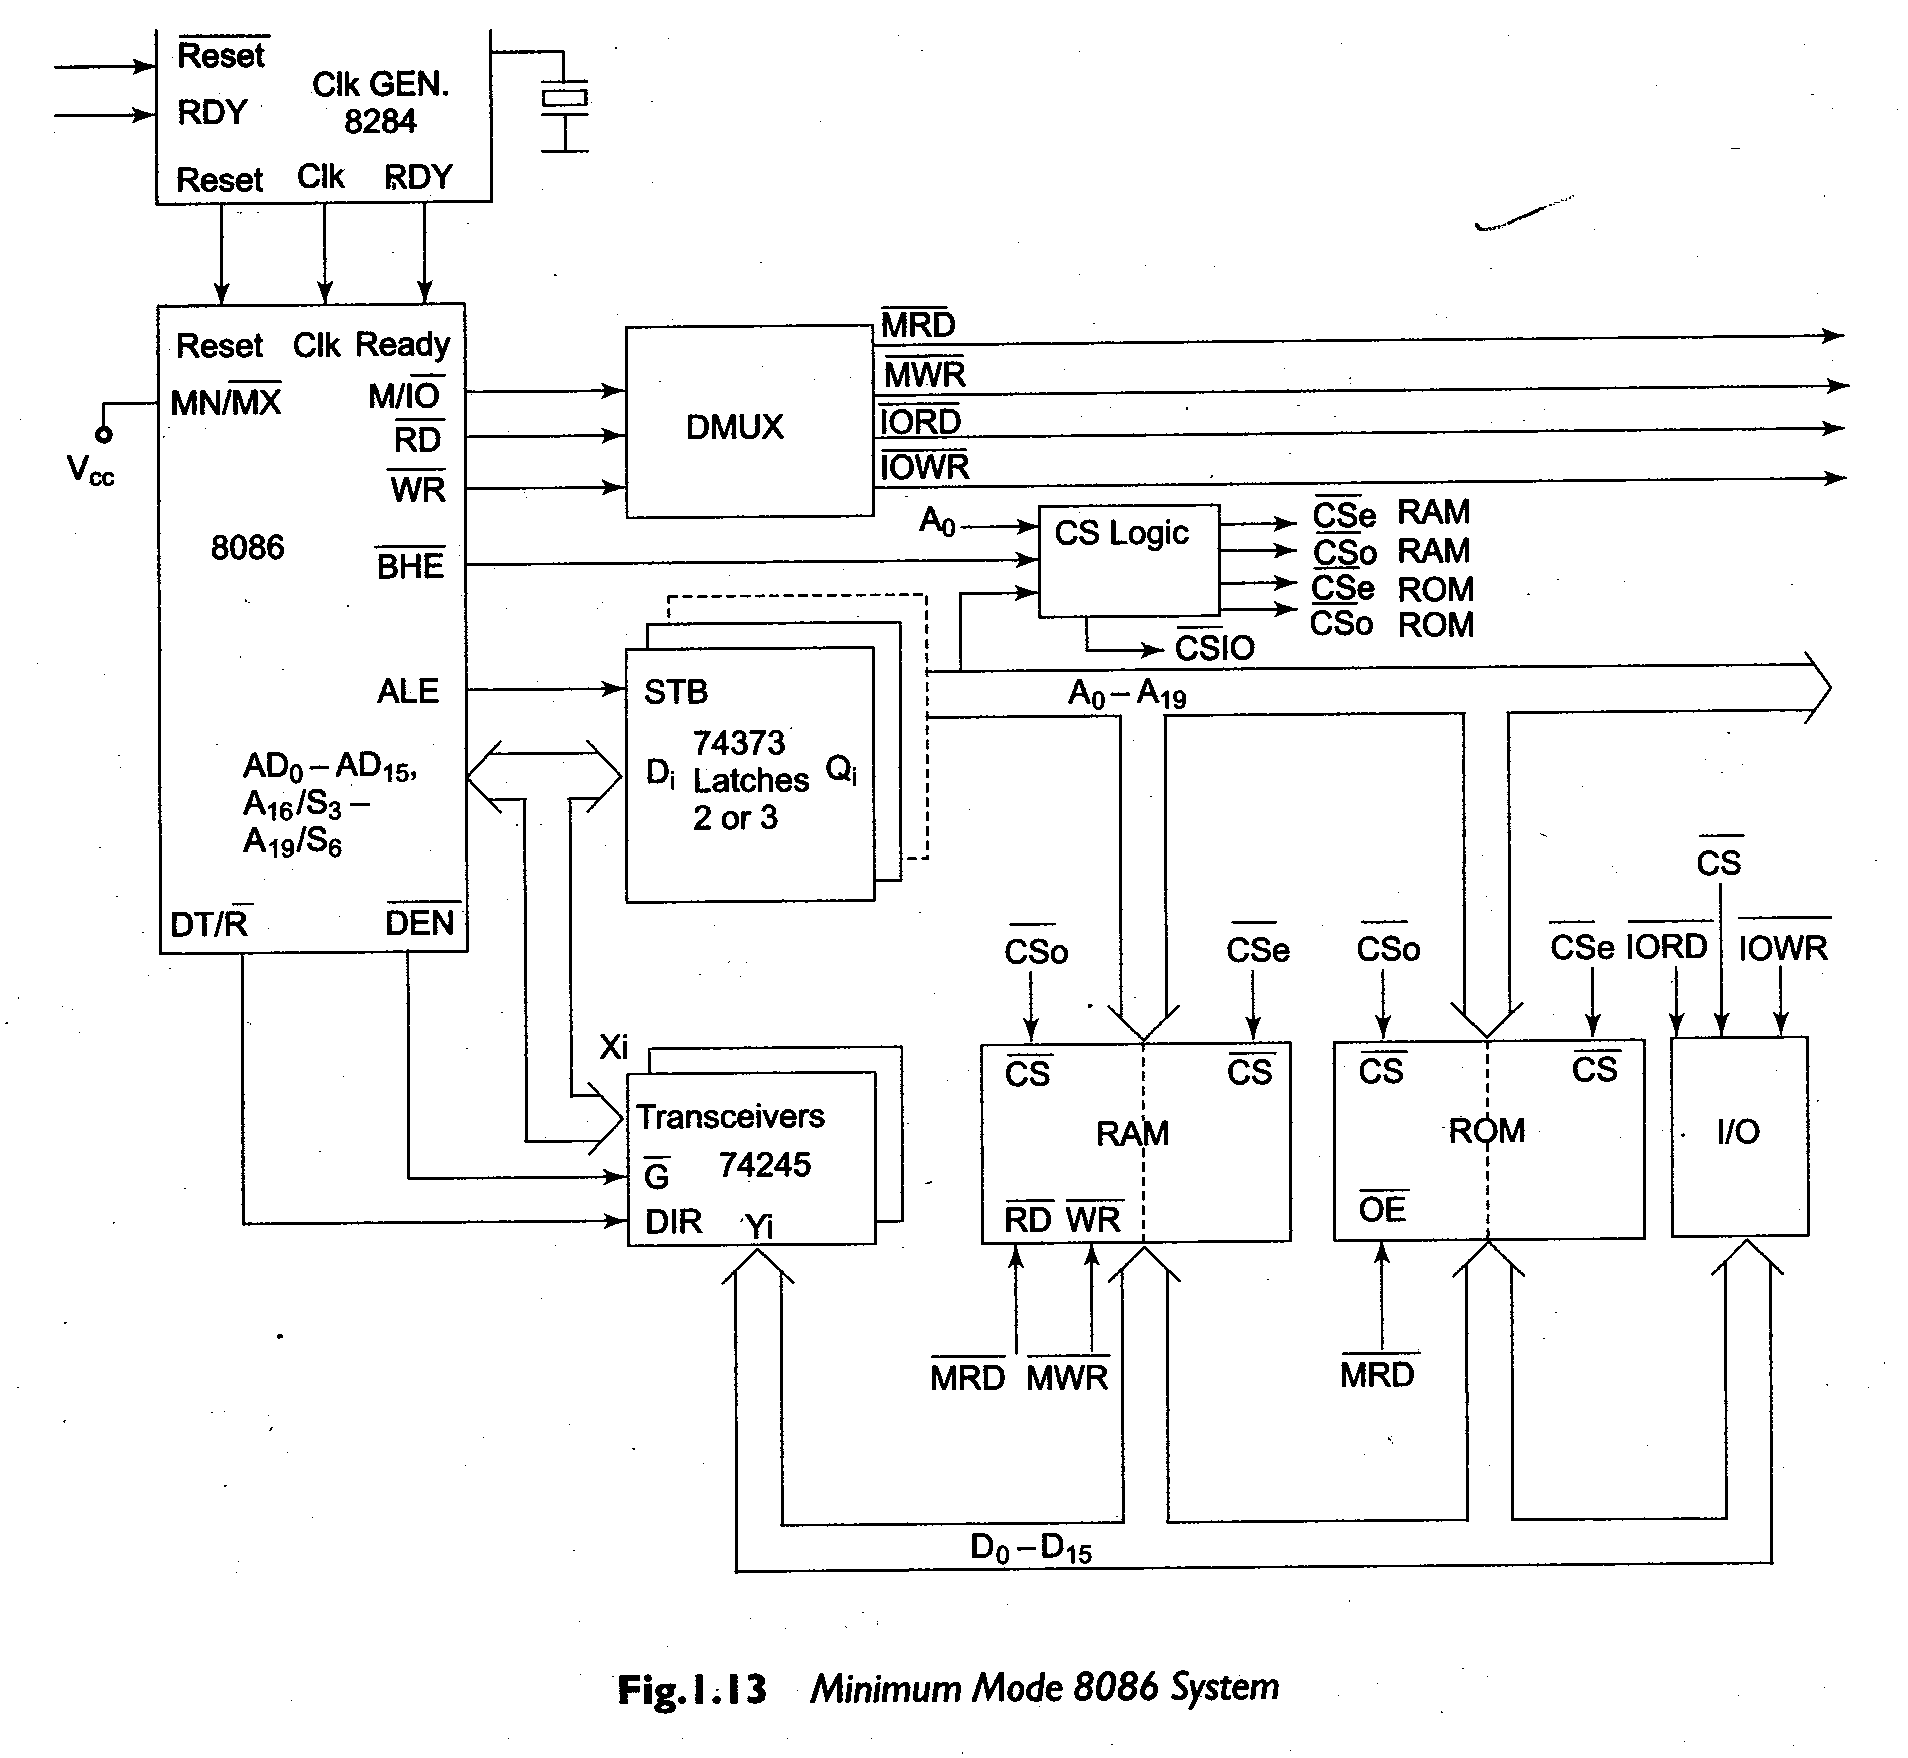 Reset
RDY
Clk GEN.
8284
Reset Clk RDY
Reset Clk Ready
MN/MX
M/IO
RD
WR
Vcc
8086
BHE
ALE
AD0 – AD15,
A16/S3 –
A19/S6
DT/R
DEN
DMUX
MRD
MWR
IORD
IOWR
A0
CS Logic
CSe RAM
CSo RAM
CSe ROM
CSo ROM
CSIO
A0 – A19
STB
74373
Di Latches Qi
2 or 3
Xi
Transceivers
74245
G
DIR Yi
CSo
CSe
CS CS
RAM
RD WR
MRD MWR
CSo
CSe
CS CS
ROM
OE
MRD
CS
IORD
IOWR
I/O
D0 – D15
Fig.1.13 Minimum Mode 8086 System